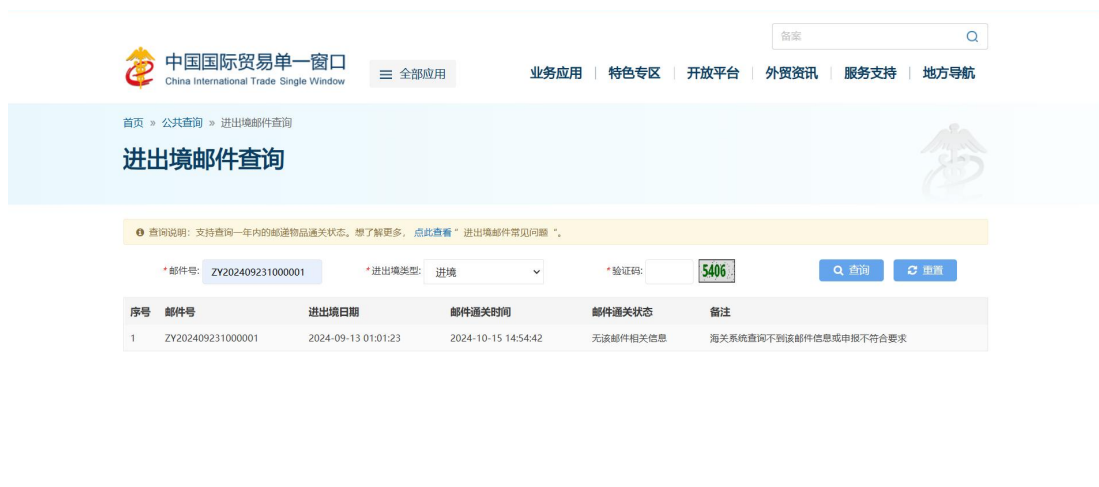 备案
中国国际贸易单一窗口
China International Trade Single Window
全部应用
业务应用 特色专区 开放平台 外贸资讯 服务支持 地方导航
首页 » 公共查询 » 进出境邮件查询
进出境邮件查询
查询说明：支持查询一年内的邮递物品通关状态。想了解更多， 点此查看 “ 进出境邮件常见问题 ”。
*邮件号: ZY202409231000001 *进出境类型: 进境 *验证码: 5406 查询 重置
序号 邮件号 进出境日期 邮件通关时间 邮件通关状态 备注
1 ZY202409231000001 2024-09-13 01:01:23 2024-10-15 14:54:42 无该邮件相关信息 海关系统查询不到该邮件信息或申报不符合要求